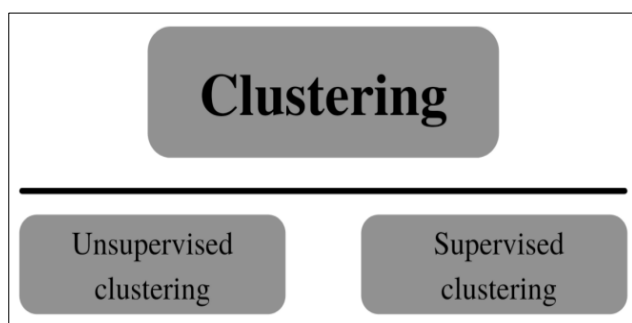 Clustering
Unsupervised
clustering
Supervised
clustering